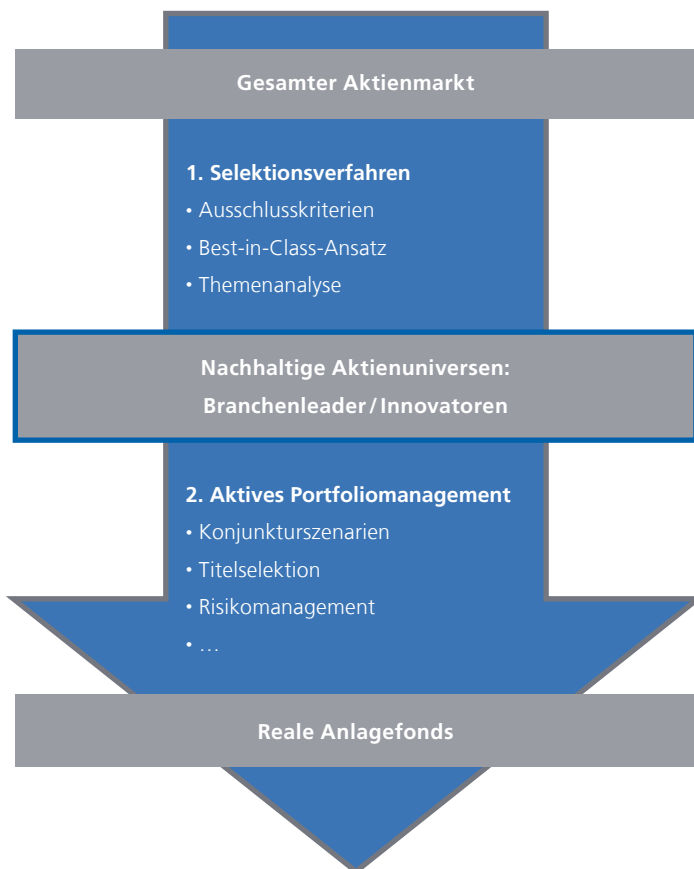 Gesamter Aktienmarkt
1. Selektionsverfahren
• Ausschlusskriterien
• Best-in-Class-Ansatz
• Themenanalyse
Nachhaltige Aktienuniversen:
Branchenleader / Innovatoren
2. Aktives Portfoliomanagement
• Konjunkturszenarien
• Titelselektion
• Risikomanagement
• …
Reale Anlagefonds